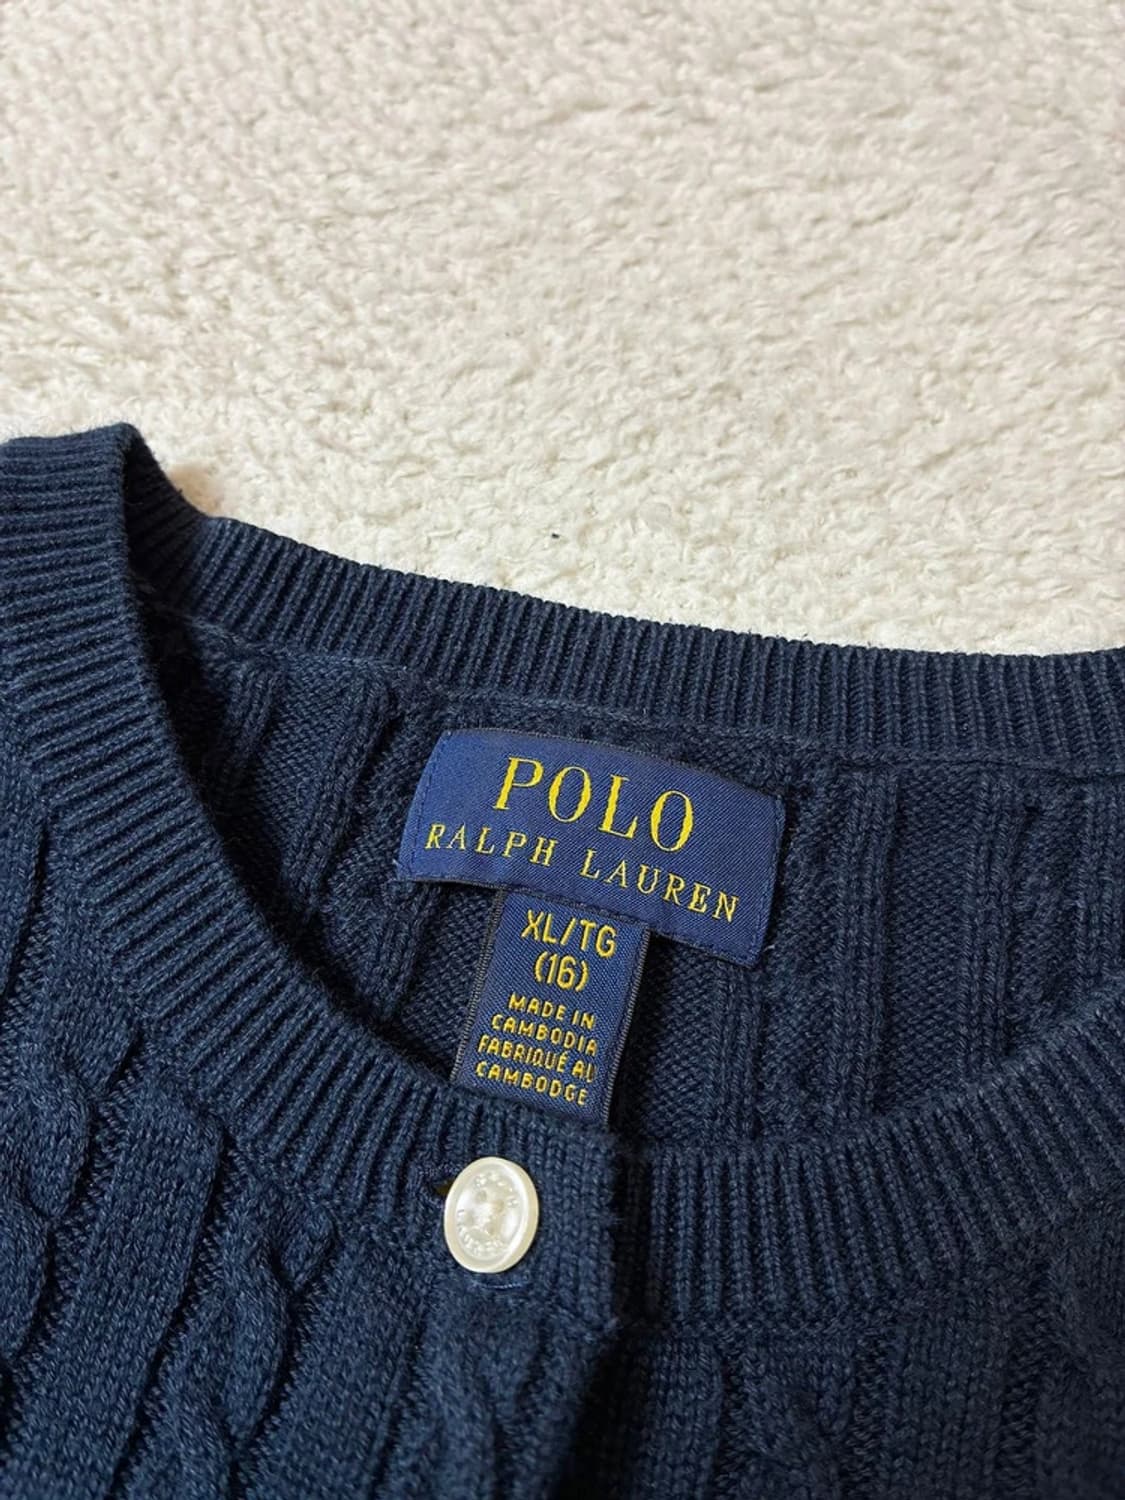 POLO
RALPH LAUREN
XL/TG
(16)
MADE IN
CAMBODIA
FABRIQUÉ AU
CAMBODGE